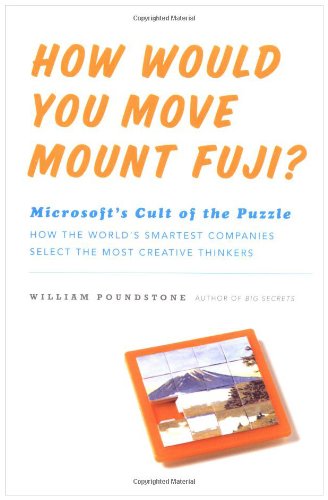 Copyrighted Material
HOW WOULD
YOU MOVE
MOUNT FUJI?
Microsoft's Cult of the Puzzle
HOW THE WORLD'S SMARTEST COMPANIES
SELECT THE MOST CREATIVE THINKERS
WILLIAM POUNDSTONE AUTHOR OF BIG SECRETS
Copyrighted Material